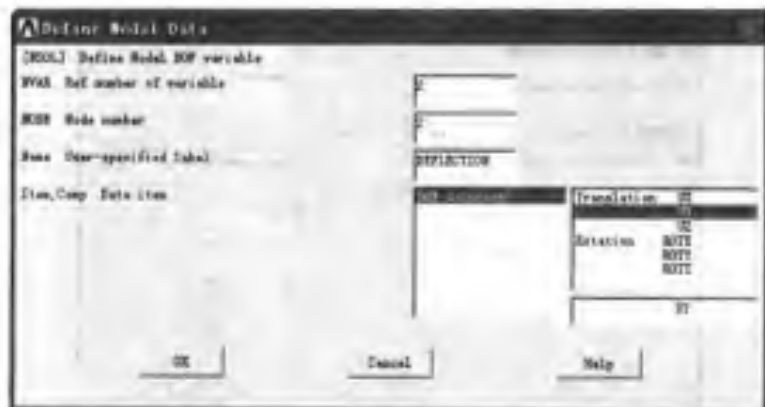 Define Nodal Data
[NSOL] Define Nodal DOF variable
NVAR Ref number of variable
2
NODE Node number
2
Name User-specified label
DEFLECTION
Item,Comp Data item
DOF solution
Translation UX
UY
UZ
Rotation ROTX
ROTY
ROTZ
UY
OK
Cancel
Help